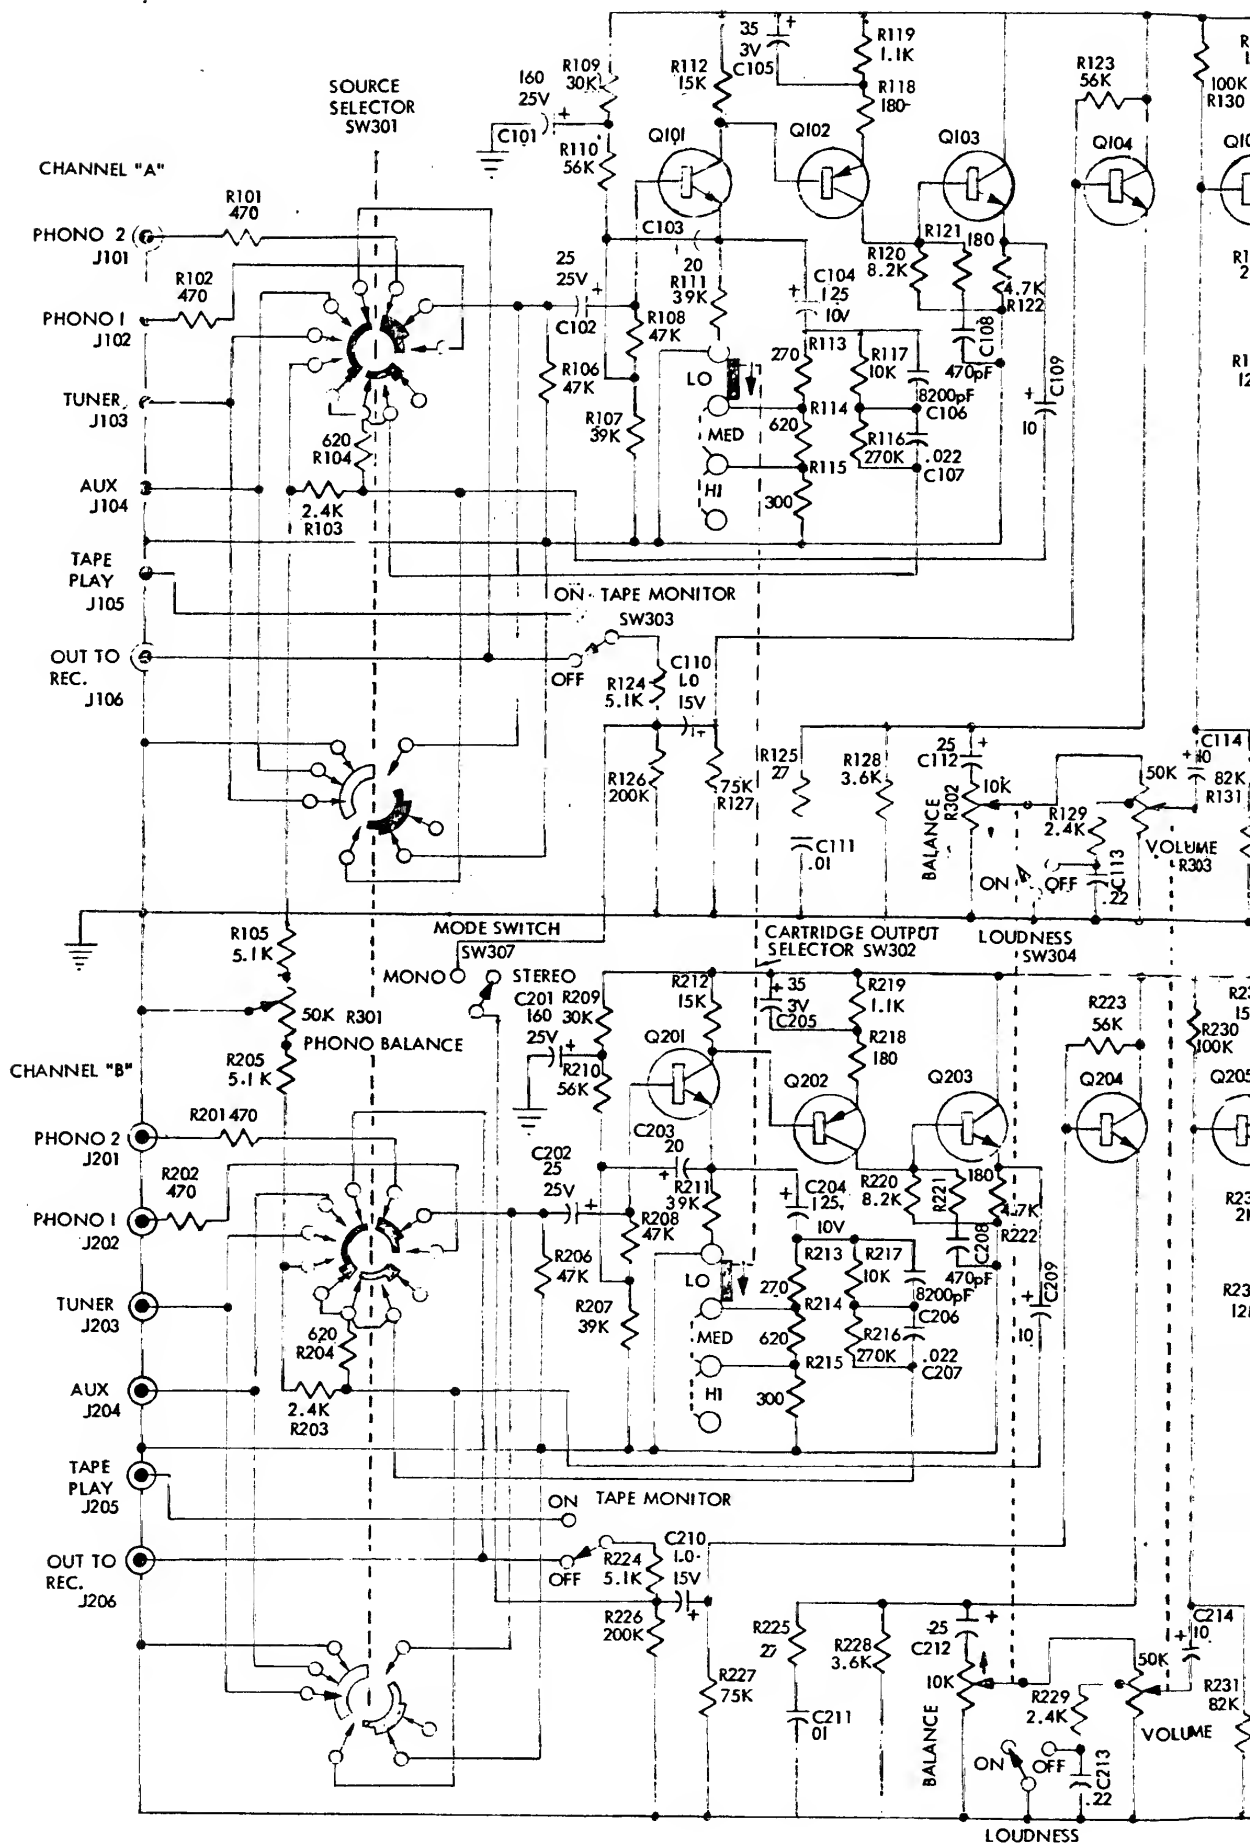 35 +
3V
C105
R119
1.1K
R118
180
R112
15K
R109
30K
160
25V
+
C101
R110
56K
R123
56K
100K
R130
SOURCE
SELECTOR
SW301
Q101
Q102
Q103
Q104
CHANNEL "A"
R101
470
PHONO 2
J101
R102
470
PHONO 1
J102
TUNER
J103
AUX
J104
TAPE
PLAY
J105
OUT TO
REC.
J106
25
25V
+
C102
C103
+
20
R111
39K
R108
47K
R106
47K
R107
39K
C104
125
10V
+
R120
8.2K
R121
180
4.7K
R122
C108
470pF
C109
+
10
R113
270
R117
10K
8200pF
C106
R114
620
R116
270K
.022
C107
R115
300
LO
MED
HI
620
R104
2.4K
R103
ON
TAPE MONITOR
SW303
OFF
C110
1.0
15V
+
R124
5.1K
R126
200K
75K
R127
R125
27
C111
.01
R128
3.6K
25
+
C112
10K
BALANCE
R302
R129
2.4K
50K
VOLUME
R303
C113
.22
ON
OFF
+
C114
10
82K
R131
LOUDNESS
SW304
CARTRIDGE OUTPUT
SELECTOR SW302
MODE SWITCH
SW307
MONO
STEREO
R105
5.1K
50K R301
PHONO BALANCE
R205
5.1K
C201
160
25V
+
R209
30K
R210
56K
R212
15K
+
35
3V
C205
R219
1.1K
R218
180
R223
56K
R230
100K
CHANNEL "B"
Q201
Q202
Q203
Q204
Q205
R201 470
PHONO 2
J201
R202
470
PHONO 1
J202
TUNER
J203
AUX
J204
TAPE
PLAY
J205
OUT TO
REC.
J206
C202
25
25V
+
C203
20
+
R211
39K
R208
47K
R206
47K
R207
39K
+
C204
125
10V
R220
8.2K
R221
180
4.7K
R222
C208
470pF
C209
+
10
R213
270
R217
10K
8200pF
C206
R214
620
R216
270K
.022
C207
R215
300
LO
MED
HI
620
R204
2.4K
R203
ON
TAPE MONITOR
OFF
C210
1.0
15V
+
R224
5.1K
R226
200K
R227
75K
R225
27
C211
01
R228
3.6K
25
+
C212
10K
BALANCE
R229
2.4K
50K
VOLUME
C213
.22
ON
OFF
+
C214
10
R231
82K
LOUDNESS